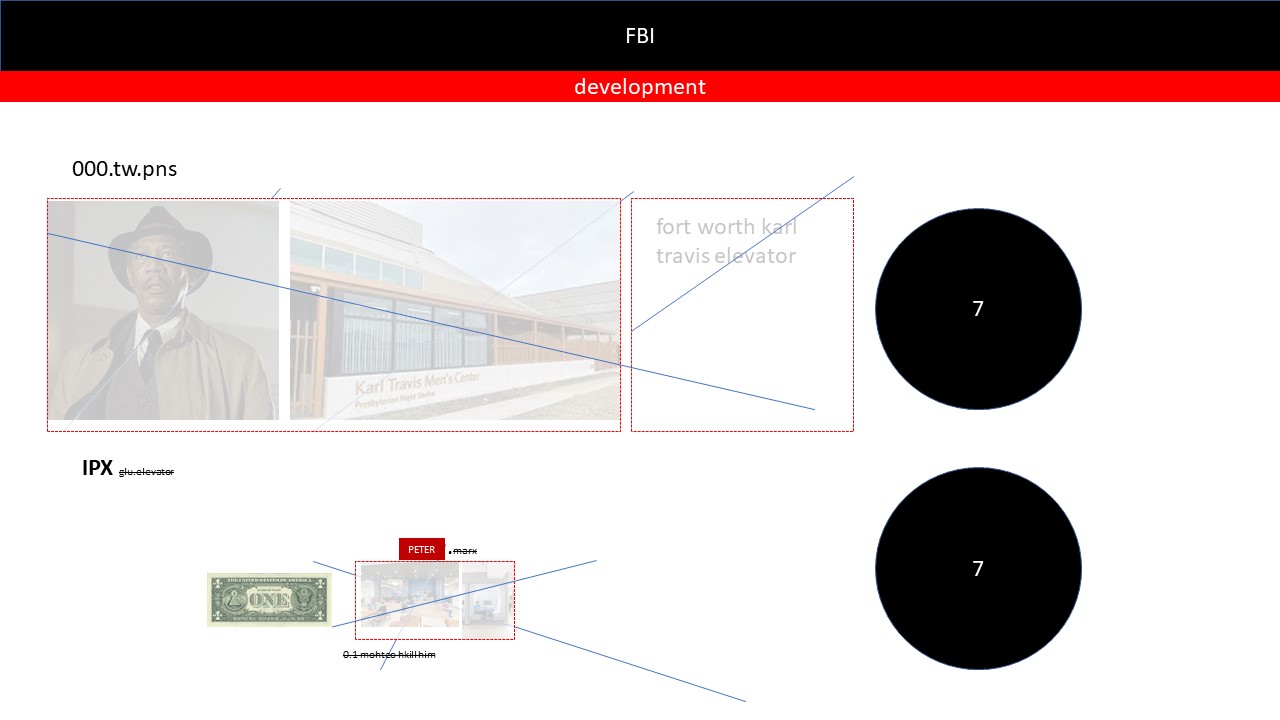 FBI
development
000.tw.pns
fort worth karl
travis elevator
Karl Travis Men's Center
Presbyterian Night Shelter
7
IPX glu.elevator
PETER .marx
THE UNITED STATES OF AMERICA
ONE
7
0.1 mohtzo hkill him